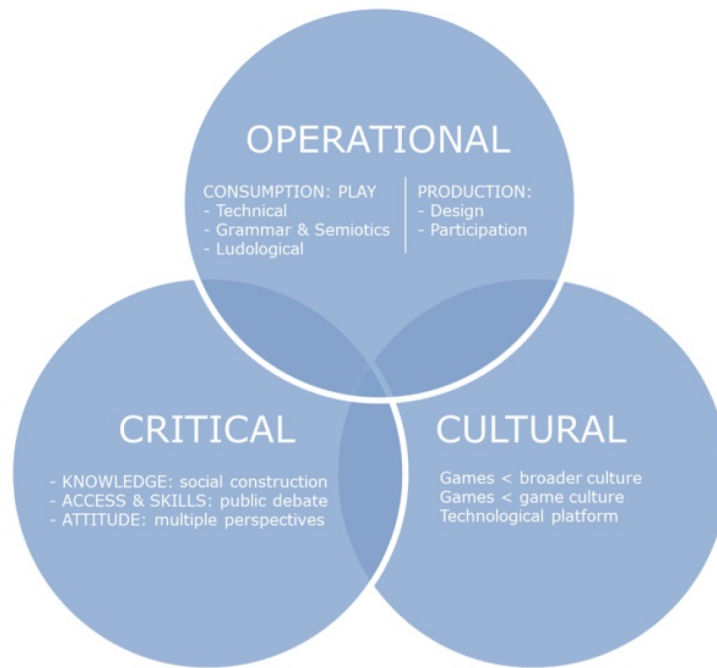 OPERATIONAL
CONSUMPTION: PLAY
- Technical
- Grammar & Semiotics
- Ludological
PRODUCTION:
- Design
- Participation
CRITICAL
- KNOWLEDGE: social construction
- ACCESS & SKILLS: public debate
- ATTITUDE: multiple perspectives
CULTURAL
Games < broader culture
Games < game culture
Technological platform